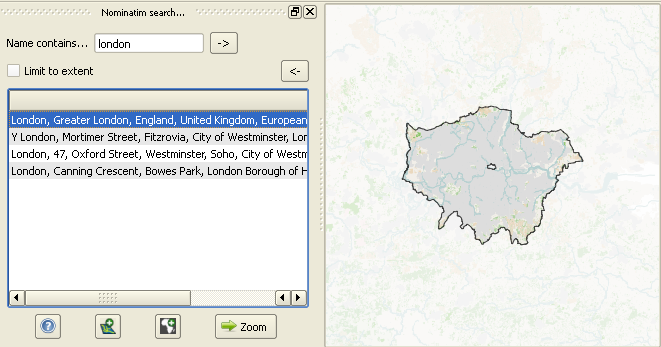 Nominatim search...
Name contains...
london
->
Limit to extent
<-
London, Greater London, England, United Kingdom, European
Y London, Mortimer Street, Fitzrovia, City of Westminster, Lon
London, 47, Oxford Street, Westminster, Soho, City of Westm
London, Canning Crescent, Bowes Park, London Borough of H
?
Zoom